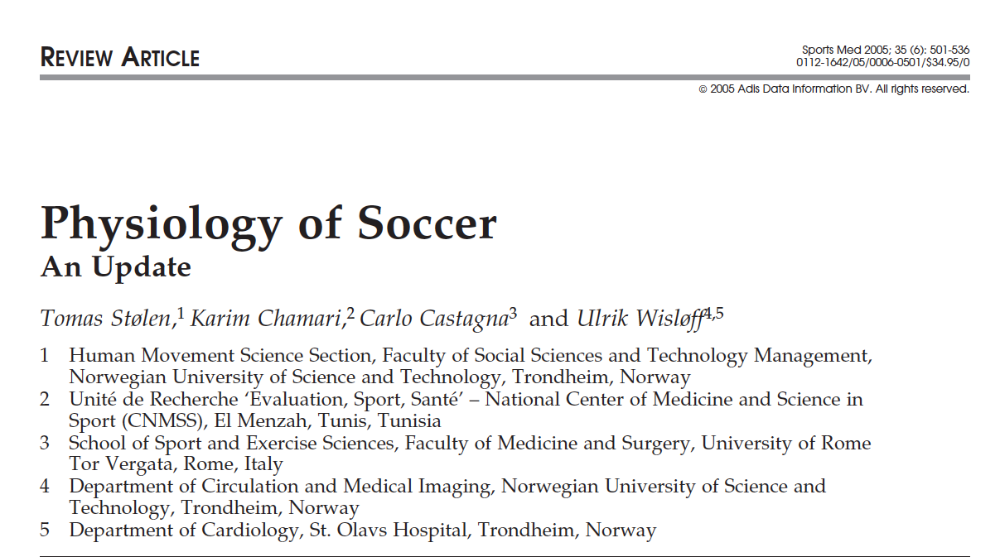 REVIEW ARTICLE
Sports Med 2005; 35 (6): 501-536
0112-1642/05/0006-0501/$34.95/0
© 2005 Adis Data Information BV. All rights reserved.
Physiology of Soccer
An Update
Tomas Stølen,1 Karim Chamari,2 Carlo Castagna3 and Ulrik Wisløff4,5
1 Human Movement Science Section, Faculty of Social Sciences and Technology Management,
Norwegian University of Science and Technology, Trondheim, Norway
2 Unité de Recherche ‘Evaluation, Sport, Santé’ – National Center of Medicine and Science in
Sport (CNMSS), El Menzah, Tunis, Tunisia
3 School of Sport and Exercise Sciences, Faculty of Medicine and Surgery, University of Rome
Tor Vergata, Rome, Italy
4 Department of Circulation and Medical Imaging, Norwegian University of Science and
Technology, Trondheim, Norway
5 Department of Cardiology, St. Olavs Hospital, Trondheim, Norway